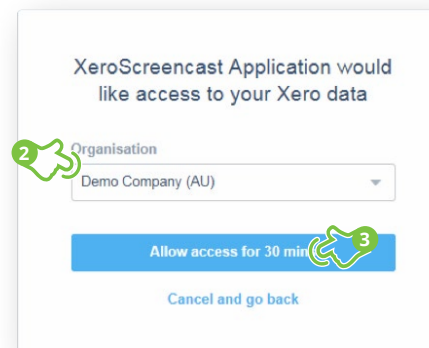 XeroScreencast Application would
like access to your Xero data
2
Organisation
Demo Company (AU)
3
Allow access for 30 min
Cancel and go back